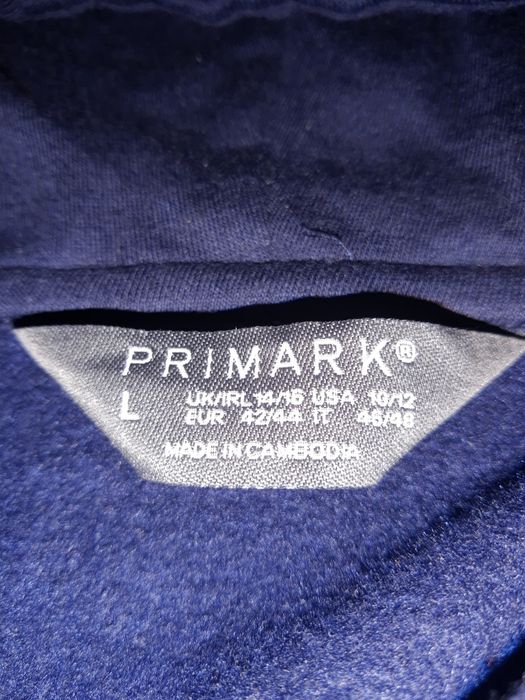 PRIMARK®
L UK/IRL 14/16 USA 10/12
EUR 42/44 IT 46/48
MADE IN CAMBODIA